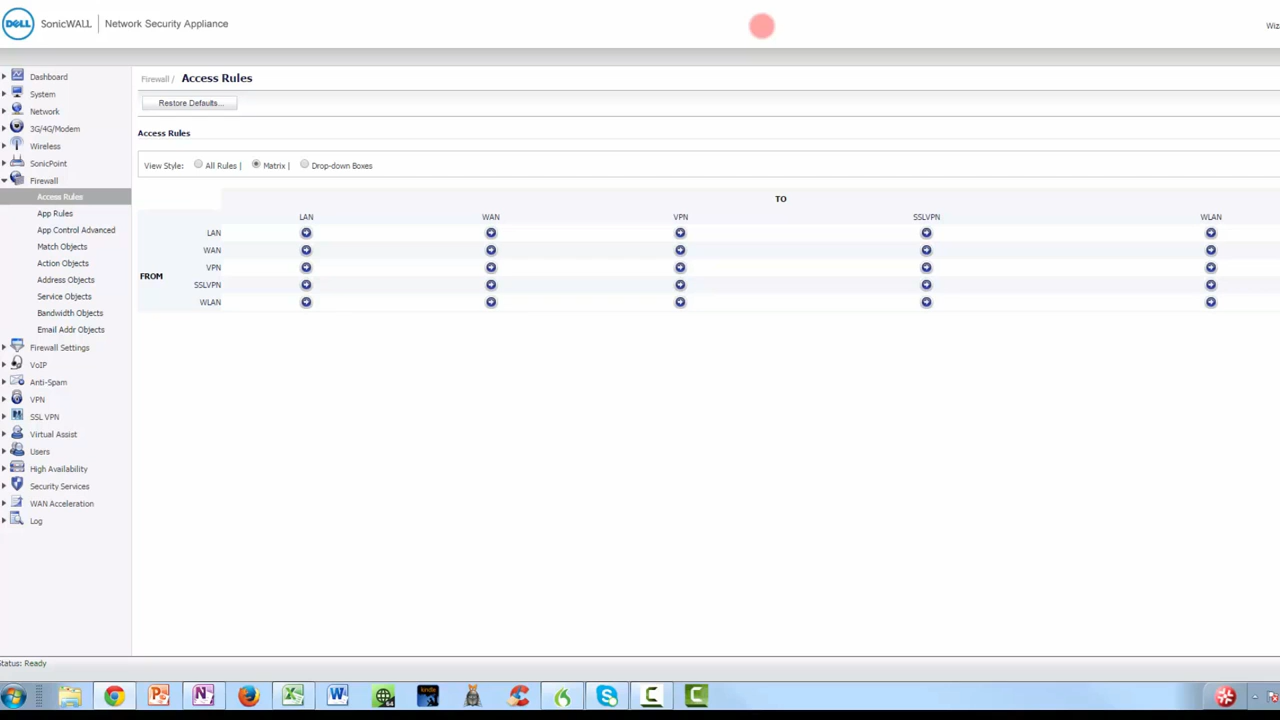 DELL SonicWALL | Network Security Appliance
Wiz
Dashboard
System
Network
3G/4G/Modem
Wireless
SonicPoint
Firewall
Access Rules
App Rules
App Control Advanced
Match Objects
Action Objects
Address Objects
Service Objects
Bandwidth Objects
Email Addr Objects
Firewall Settings
VoIP
Anti-Spam
VPN
SSL VPN
Virtual Assist
Users
High Availability
Security Services
WAN Acceleration
Log
Firewall / Access Rules
Restore Defaults...
Access Rules
View Style: All Rules | Matrix | Drop-down Boxes
TO
LAN WAN VPN SSLVPN WLAN
FROM
LAN
WAN
VPN
SSLVPN
WLAN
Status: Ready